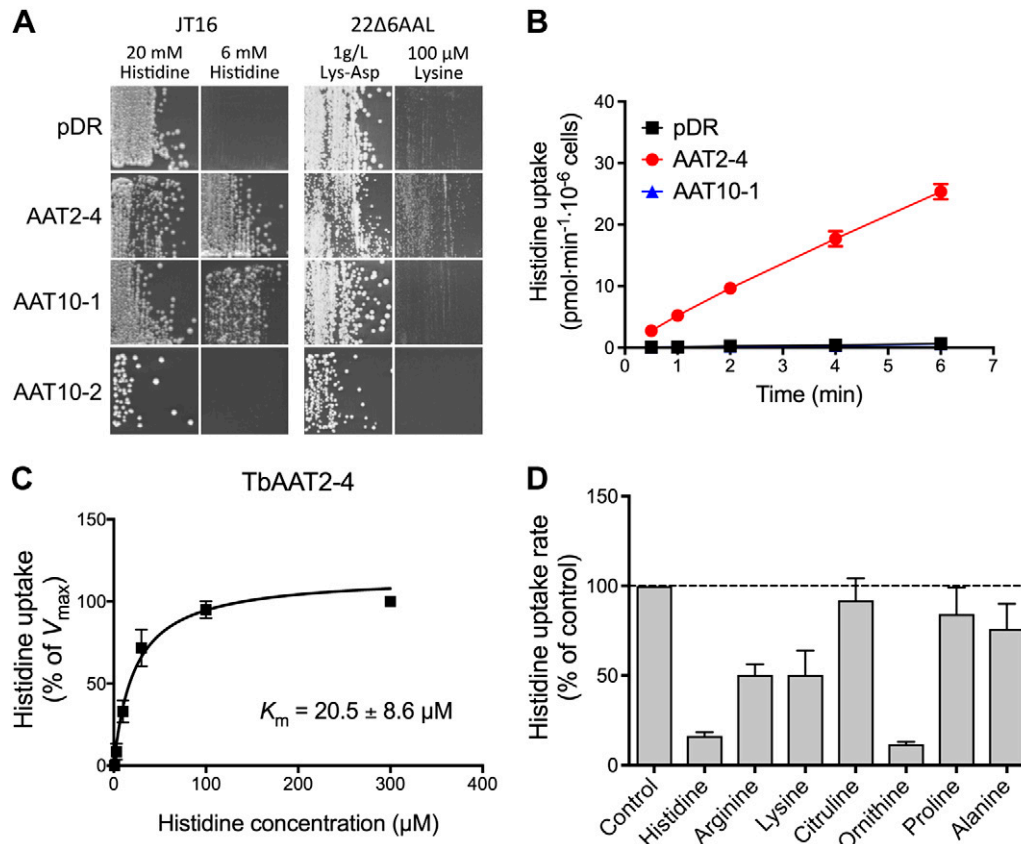 A
JT16
22Δ6AAL
20 mM
Histidine
6 mM
Histidine
1g/L
Lys-Asp
100 µM
Lysine
pDR
AAT2-4
AAT10-1
AAT10-2
B
Histidine uptake
(pmol·min⁻¹·10⁻⁶ cells)
40
30
20
10
0
pDR
AAT2-4
AAT10-1
0 1 2 3 4 5 6 7
Time (min)
C
TbAAT2-4
Histidine uptake
(% of Vmax)
150
100
50
0
Km = 20.5 ± 8.6 µM
0 100 200 300 400
Histidine concentration (µM)
D
Histidine uptake rate
(% of control)
150
100
50
0
Control
Histidine
Arginine
Lysine
Citruline
Ornithine
Proline
Alanine